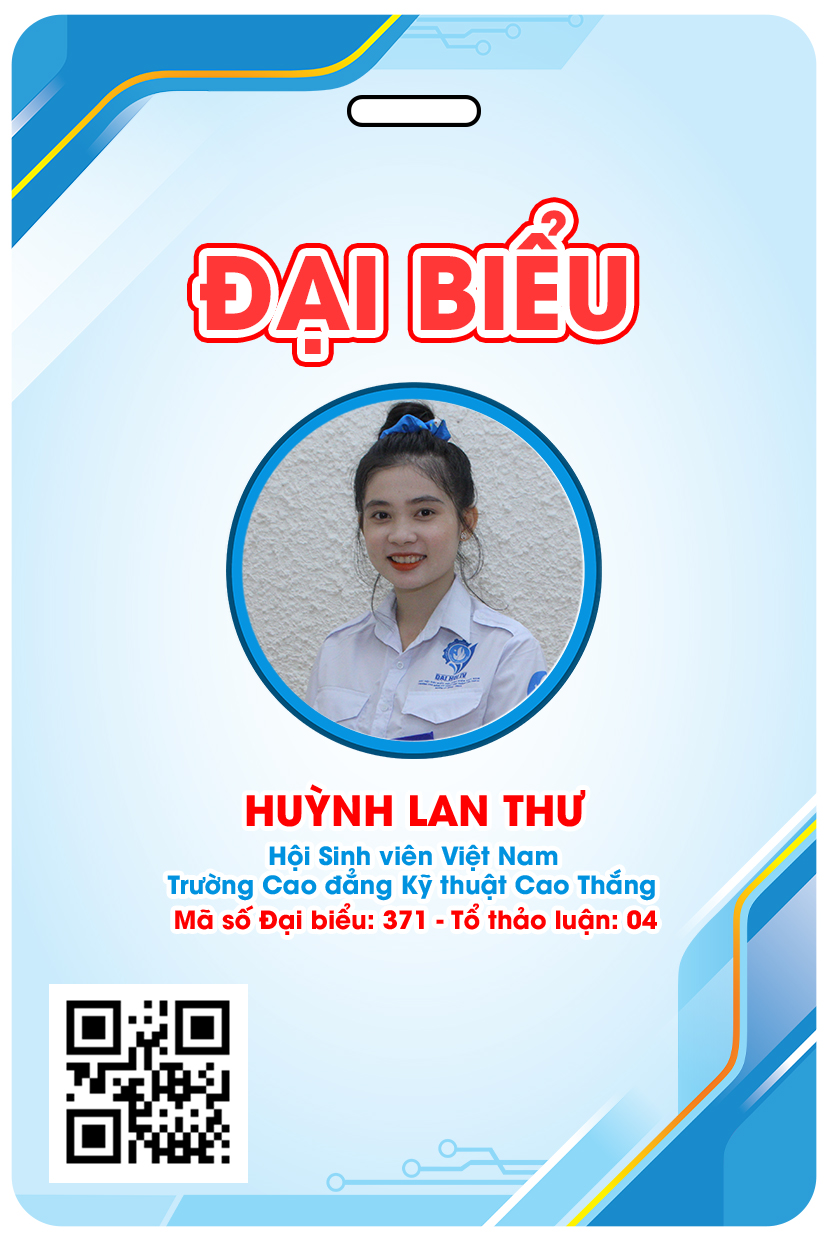 ĐẠI BIỂU
HUỲNH LAN THƯ
Hội Sinh viên Việt Nam
Trường Cao đẳng Kỹ thuật Cao Thắng
Mã số Đại biểu: 371 - Tổ thảo luận: 04